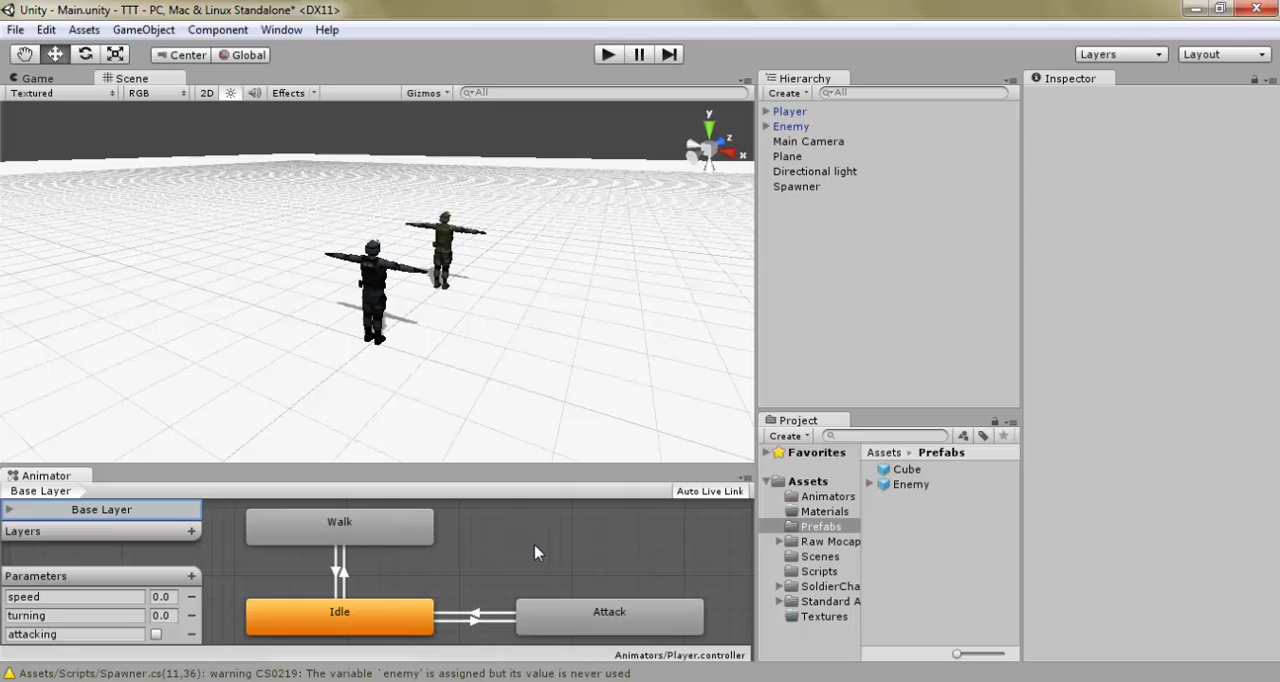 Unity - Main.unity - TTT - PC, Mac & Linux Standalone* <DX11>
File Edit Assets GameObject Component Window Help
Center Global Layers Layout
Game Scene
Textured RGB 2D Effects Gizmos All
y
z
x
Hierarchy
Create All
Player
Enemy
Main Camera
Plane
Directional light
Spawner
Inspector
Project
Create
Favorites
Assets
Animators
Materials
Prefabs
Raw Mocap
Scenes
Scripts
SoldierCha
Standard A
Textures
Assets Prefabs
Cube
Enemy
Animator
Base Layer Auto Live Link
Base Layer
Layers +
Parameters +
speed 0.0
turning 0.0
attacking
Walk
Idle
Attack
Animators/Player.controller
Assets/Scripts/Spawner.cs(11,36): warning CS0219: The variable `enemy' is assigned but its value is never used